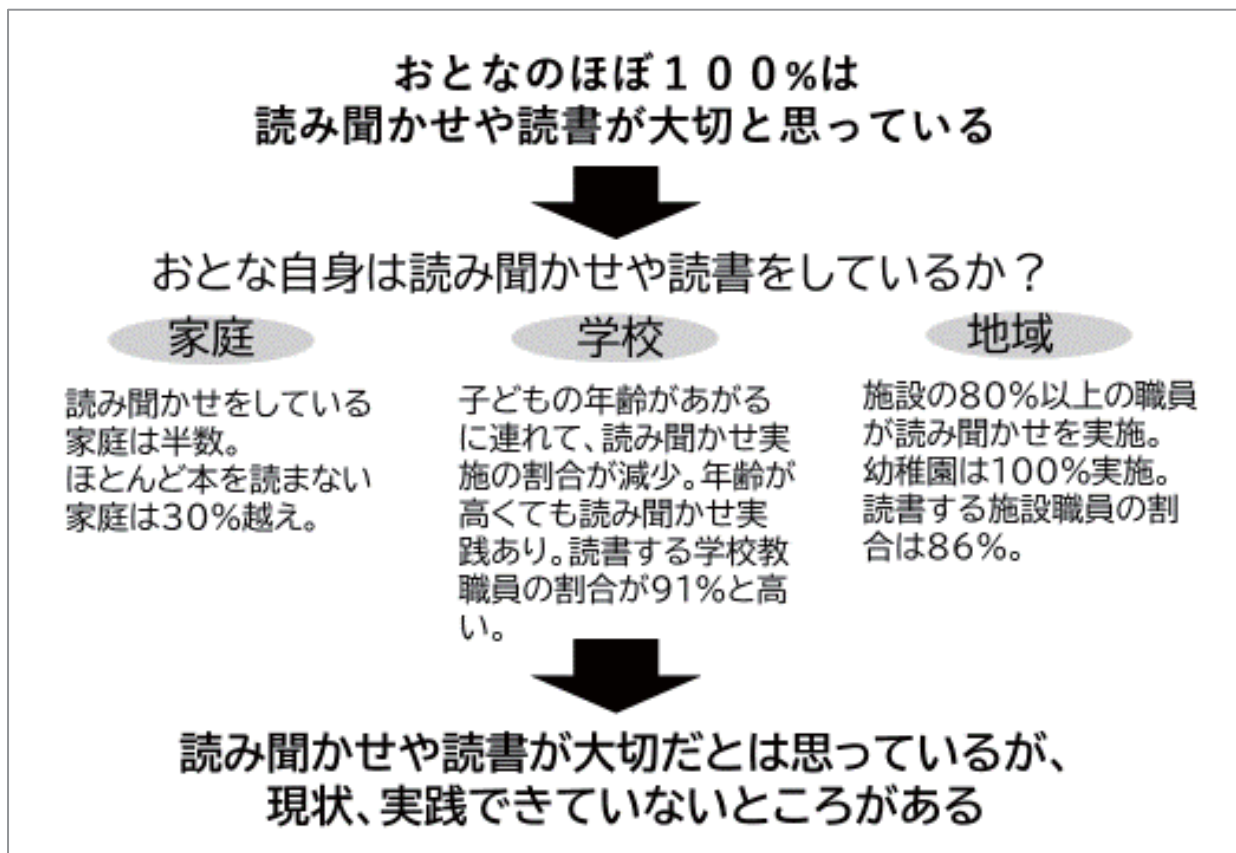 おとなのほぼ１００%は
読み聞かせや読書が大切と思っている
おとな自身は読み聞かせや読書をしているか？
家庭
読み聞かせをしている
家庭は半数。
ほとんど本を読まない
家庭は30%越え。
学校
子どもの年齢があがる
に連れて、読み聞かせ実
施の割合が減少。年齢が
高くても読み聞かせ実
践あり。読書する学校教
職員の割合が91%と高
い。
地域
施設の80%以上の職員
が読み聞かせを実施。
幼稚園は100%実施。
読書する施設職員の割
合は86%。
読み聞かせや読書が大切だとは思っているが、
現状、実践できていないところがある